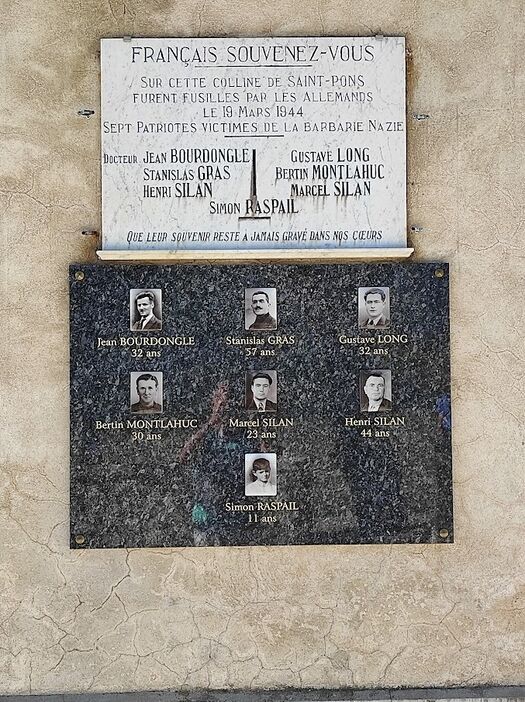 FRANÇAIS SOUVENEZ-VOUS
SUR CETTE COLLINE DE SAINT-PONS
FURENT FUSILLES PAR LES ALLEMANDS
LE 19 MARS 1944
SEPT PATRIOTES VICTIMES DE LA BARBARIE NAZIE
DOCTEUR JEAN BOURDONGLE GUSTAVE LONG
STANISLAS GRAS BERTIN MONTLAHUC
HENRI SILAN MARCEL SILAN
SIMON RASPAIL
QUE LEUR SOUVENIR RESTE A JAMAIS GRAVÉ DANS NOS CŒURS
Jean BOURDONGLE Stanislas GRAS Gustave LONG
32 ans 57 ans 32 ans
Bertin MONTLAHUC Marcel SILAN Henri SILAN
30 ans 23 ans 44 ans
Simon RASPAIL
11 ans